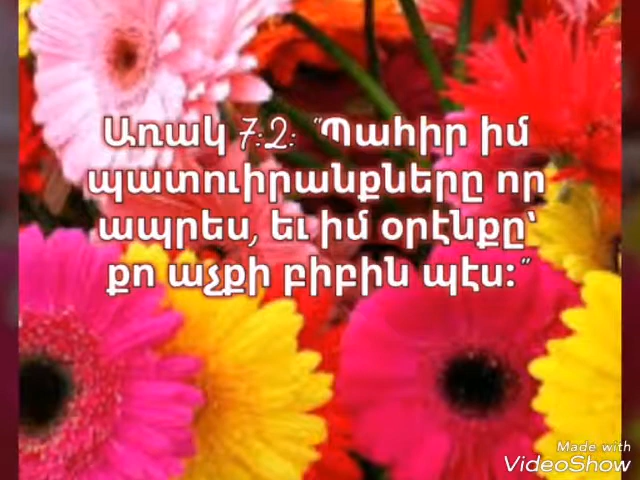 Առակ 7:2: "Պահիր իմ
պատուիրանքները որ
ապրես, եւ իմ օրէնքը՝
քո աչքի բիբին պէս:"
Made with
VideoShow